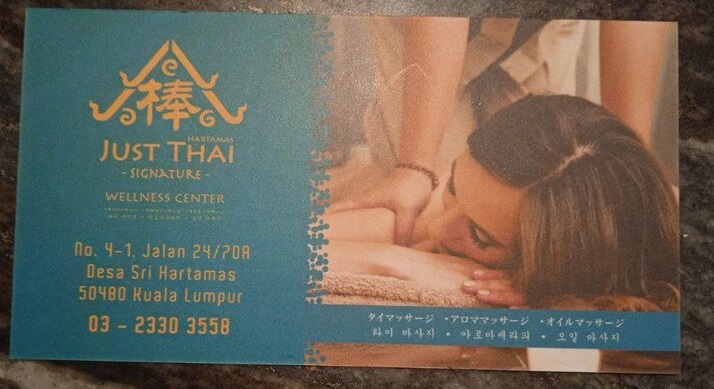 棒
HARTAMAS
JUST THAI
- SIGNATURE -
WELLNESS CENTER
No. 4-1, Jalan 24/70A
Desa Sri Hartamas
50480 Kuala Lumpur
03 - 2330 3558
タイマッサージ •アロママッサージ •オイルマッサージ
타이 마사지 • 아로마세라피 • 오일 마사지